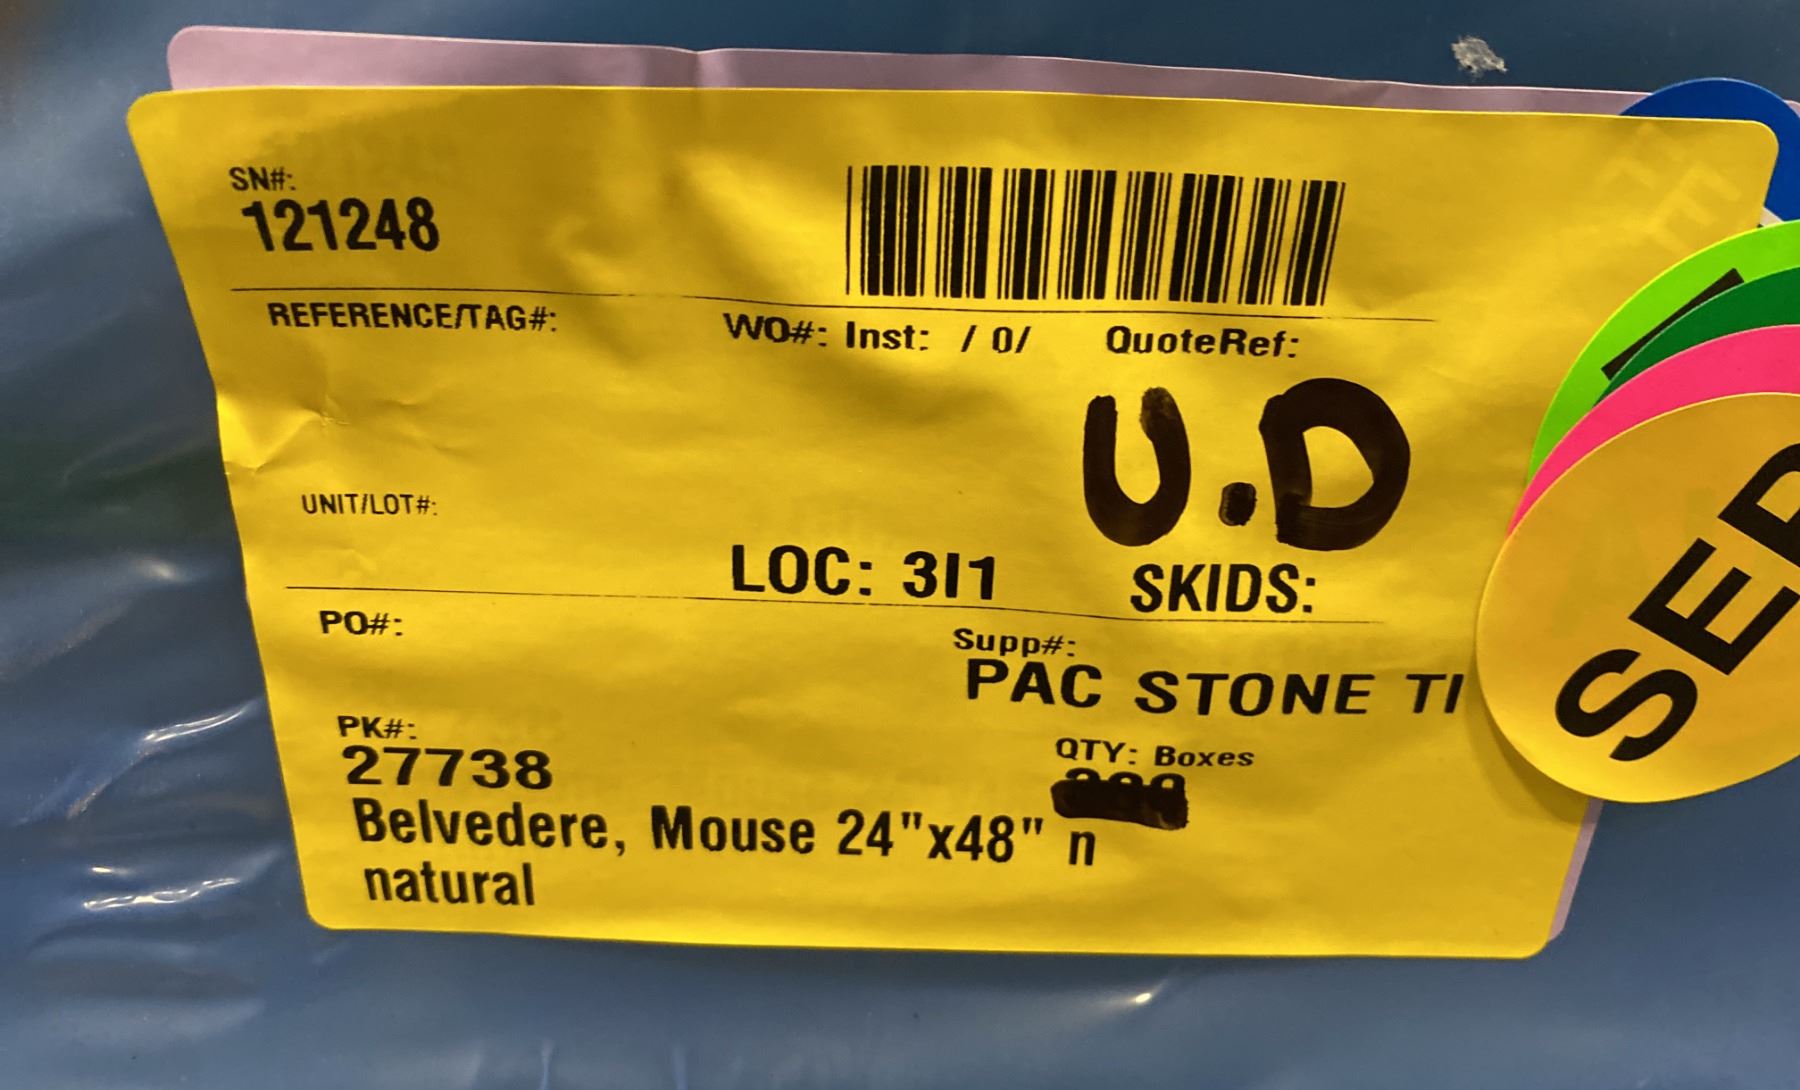 SN#:
121248
REFERENCE/TAG#:
WO#: Inst: / 0/
QuoteRef:
U.D
UNIT/LOT#:
LOC: 3I1
SKIDS:
PO#:
Supp#:
PAC STONE TI
PK#:
27738
QTY: Boxes
Belvedere, Mouse 24"x48" n
natural
SEP